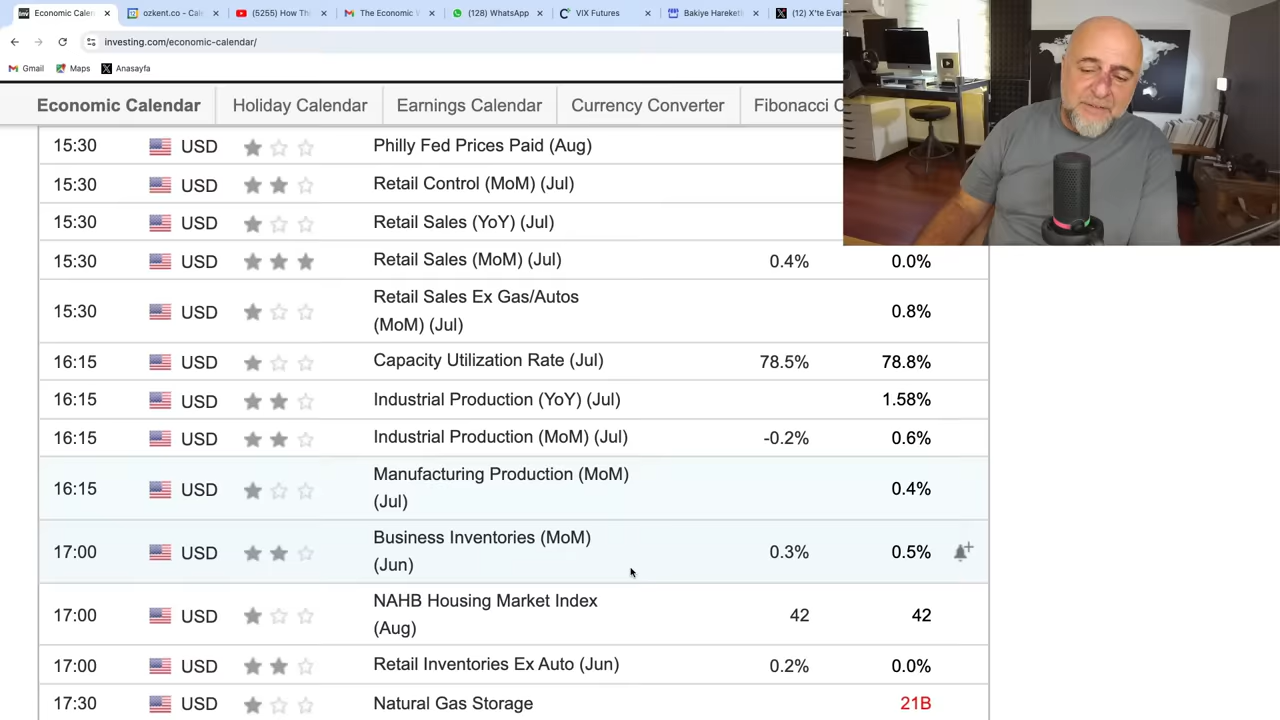 Economic Calendar
ozkent.co - Cale
(5255) How The
The Economic W
(128) WhatsApp
VIX Futures
Bakiye Hareketle
(12) X'te Evan
investing.com/economic-calendar/
Gmail
Maps
Anasayfa
Economic Calendar
Holiday Calendar
Earnings Calendar
Currency Converter
Fibonacci C
15:30 USD Philly Fed Prices Paid (Aug)
15:30 USD Retail Control (MoM) (Jul)
15:30 USD Retail Sales (YoY) (Jul)
15:30 USD Retail Sales (MoM) (Jul) 0.4% 0.0%
15:30 USD Retail Sales Ex Gas/Autos
(MoM) (Jul) 0.8%
16:15 USD Capacity Utilization Rate (Jul) 78.5% 78.8%
16:15 USD Industrial Production (YoY) (Jul) 1.58%
16:15 USD Industrial Production (MoM) (Jul) -0.2% 0.6%
16:15 USD Manufacturing Production (MoM)
(Jul) 0.4%
17:00 USD Business Inventories (MoM)
(Jun) 0.3% 0.5%
17:00 USD NAHB Housing Market Index
(Aug) 42 42
17:00 USD Retail Inventories Ex Auto (Jun) 0.2% 0.0%
17:30 USD Natural Gas Storage 21B